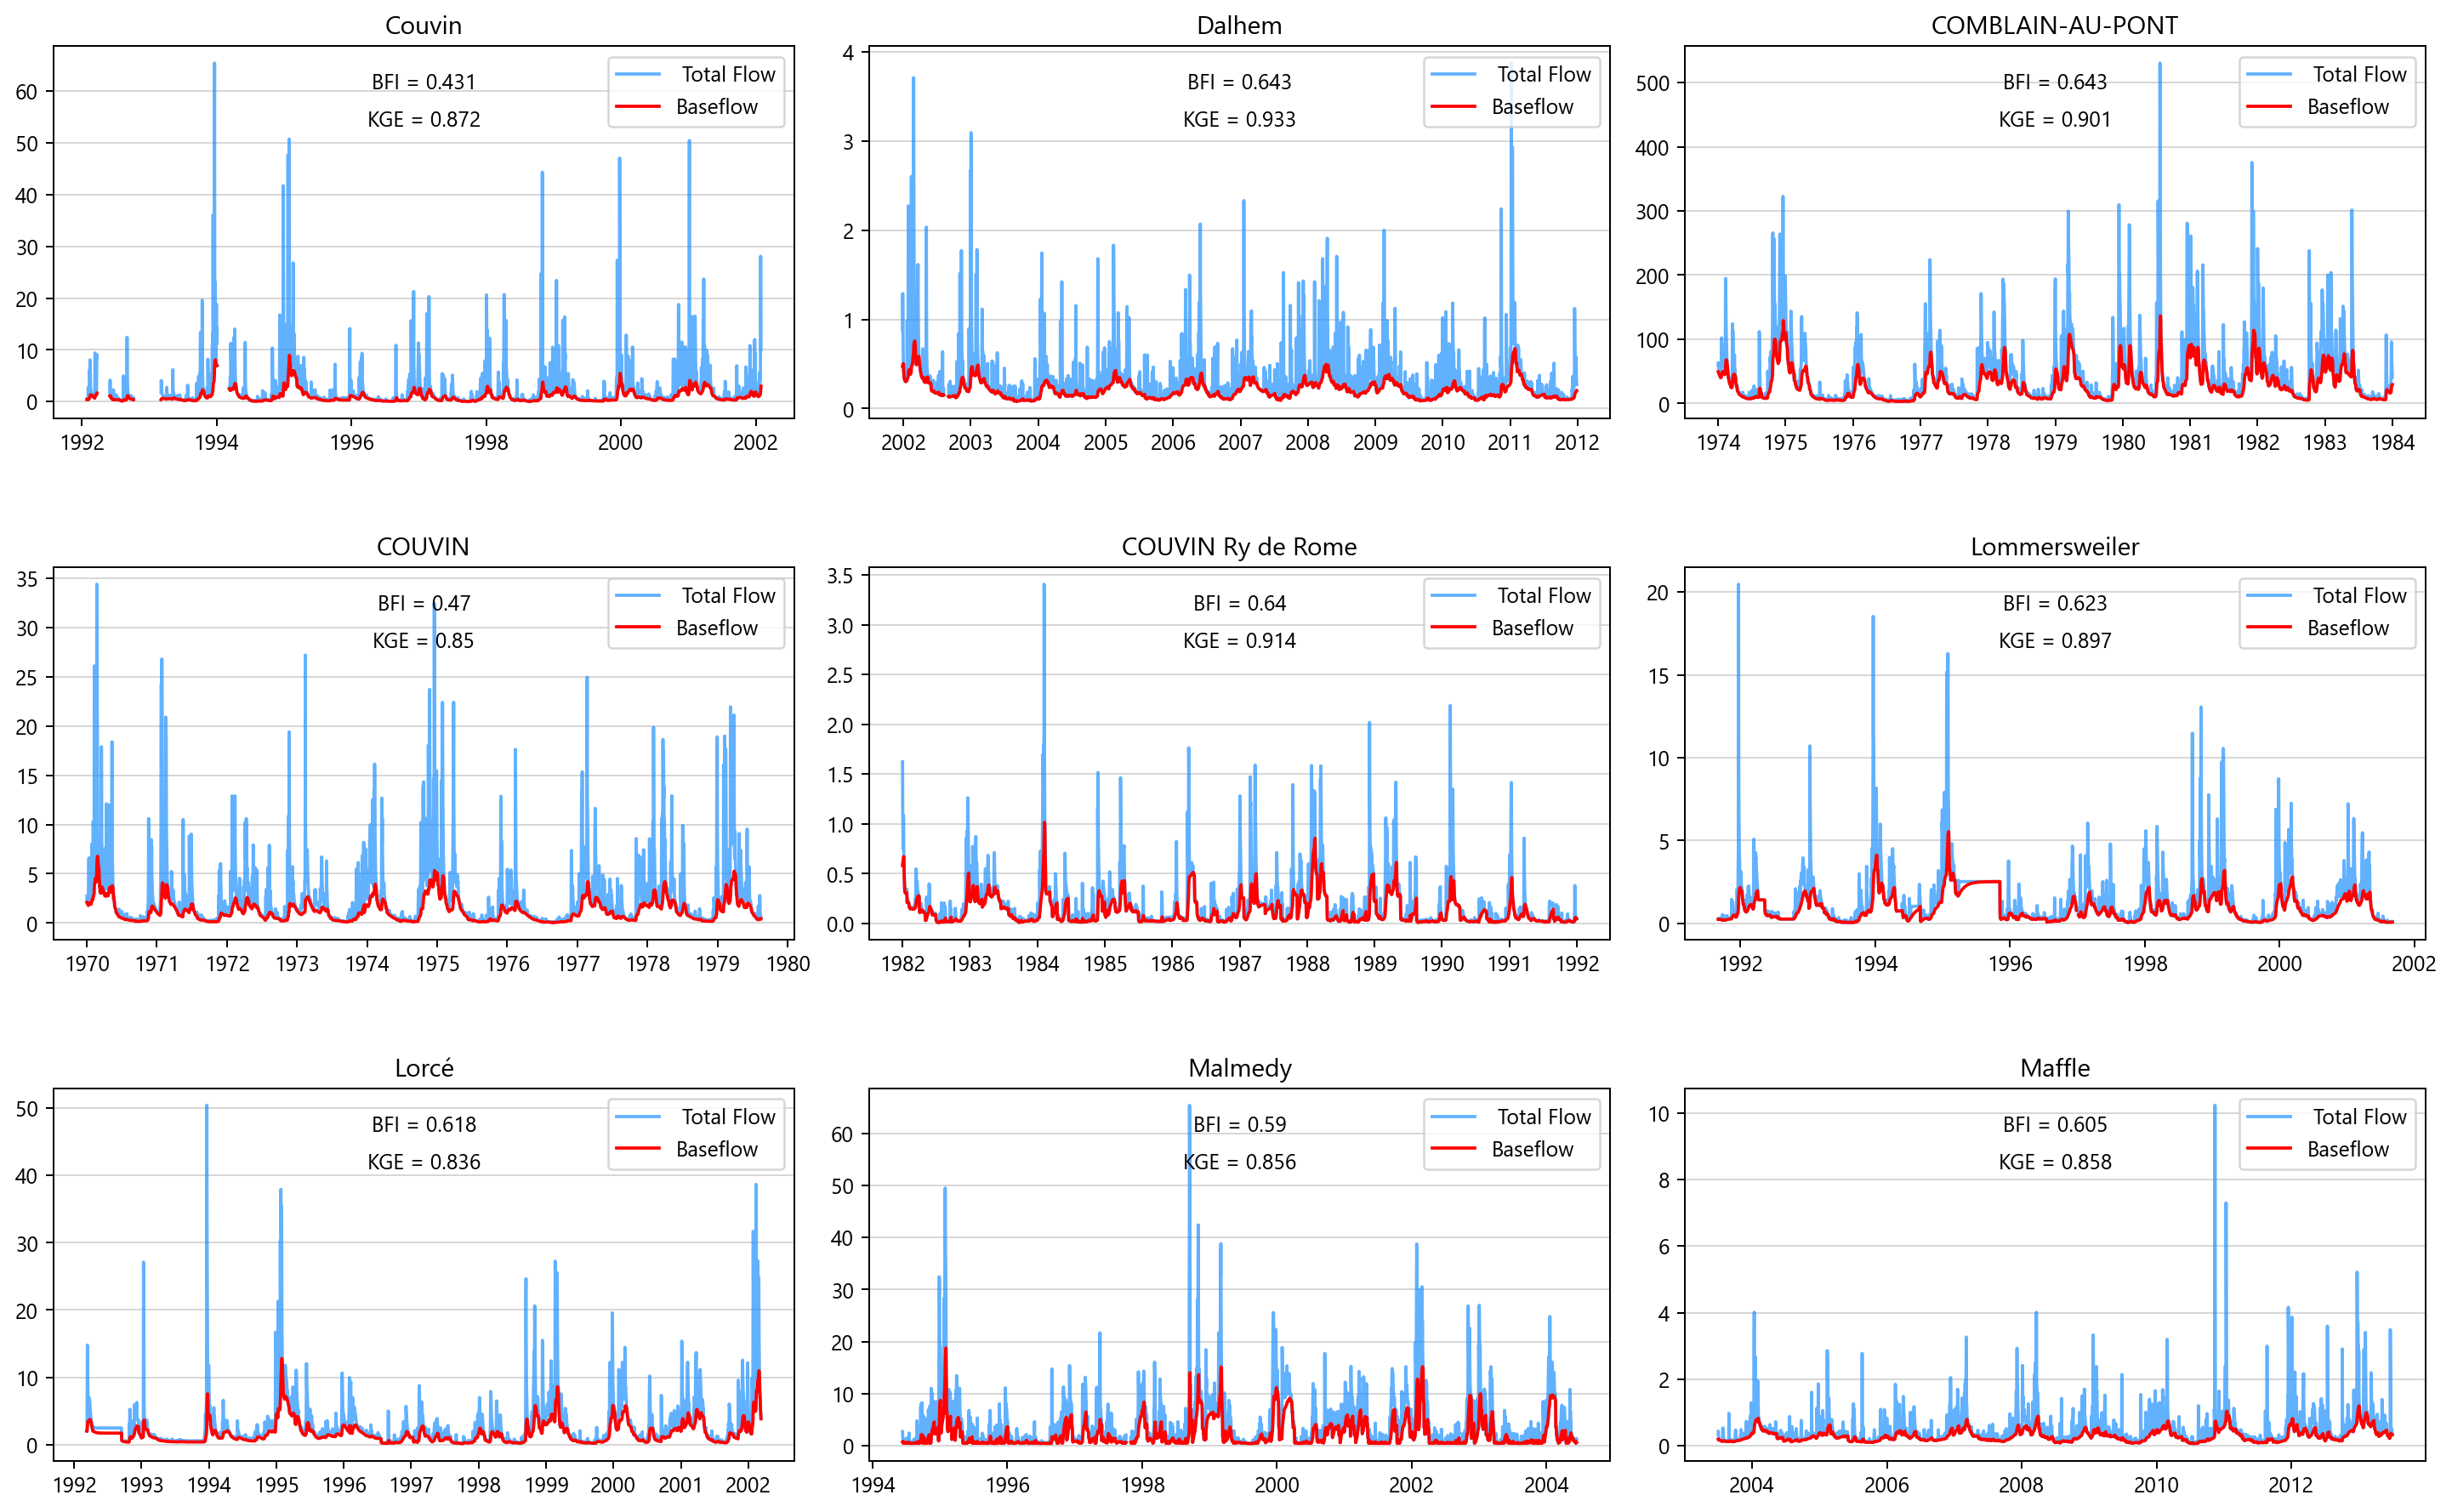 Couvin
BFI = 0.431
KGE = 0.872
Total Flow
Baseflow
60
50
40
30
20
10
0
1992 1994 1996 1998 2000 2002
Dalhem
BFI = 0.643
KGE = 0.933
Total Flow
Baseflow
4
3
2
1
0
2002 2003 2004 2005 2006 2007 2008 2009 2010 2011 2012
COMBLAIN-AU-PONT
BFI = 0.643
KGE = 0.901
Total Flow
Baseflow
500
400
300
200
100
0
1974 1975 1976 1977 1978 1979 1980 1981 1982 1983 1984
COUVIN
BFI = 0.47
KGE = 0.85
Total Flow
Baseflow
35
30
25
20
15
10
5
0
1970 1971 1972 1973 1974 1975 1976 1977 1978 1979 1980
COUVIN Ry de Rome
BFI = 0.64
KGE = 0.914
Total Flow
Baseflow
3.5
3.0
2.5
2.0
1.5
1.0
0.5
0.0
1982 1983 1984 1985 1986 1987 1988 1989 1990 1991 1992
Lommersweiler
BFI = 0.623
KGE = 0.897
Total Flow
Baseflow
20
15
10
5
0
1992 1994 1996 1998 2000 2002
Lorcé
BFI = 0.618
KGE = 0.836
Total Flow
Baseflow
50
40
30
20
10
0
1992 1993 1994 1995 1996 1997 1998 1999 2000 2001 2002
Malmedy
BFI = 0.59
KGE = 0.856
Total Flow
Baseflow
60
50
40
30
20
10
0
1994 1996 1998 2000 2002 2004
Maffle
BFI = 0.605
KGE = 0.858
Total Flow
Baseflow
10
8
6
4
2
0
2004 2006 2008 2010 2012